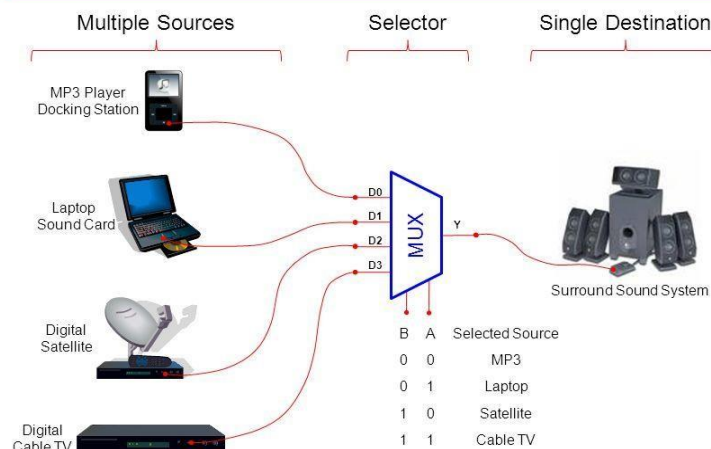 Multiple Sources
Selector
Single Destination
MP3 Player
Docking Station
Laptop
Sound Card
Digital
Satellite
Digital
Cable TV
D0
D1
D2
D3
MUX
Y
Surround Sound System
B A Selected Source
0 0 MP3
0 1 Laptop
1 0 Satellite
1 1 Cable TV